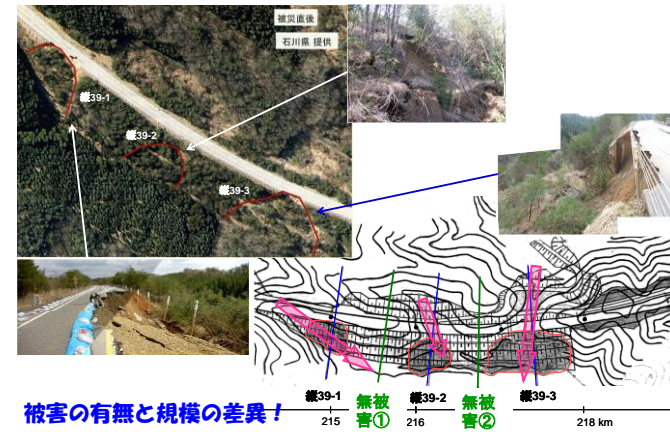 被災直後
石川県 提供
縦39-1
縦39-2
縦39-3
縦39-1
無被
害①
縦39-2
無被
害②
縦39-3
215
216
218 km
被害の有無と規模の差異！